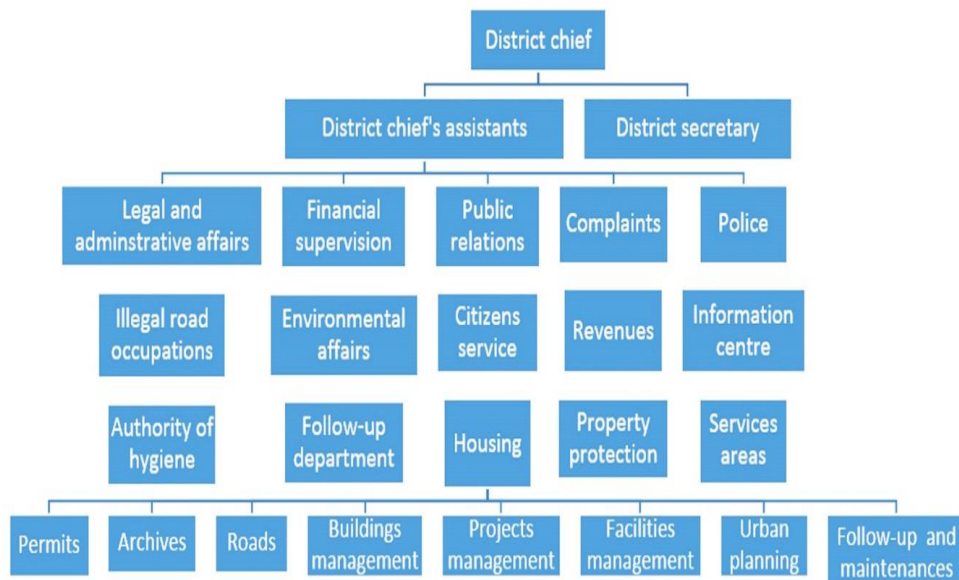 District chief
District chief's assistants
District secretary
Legal and
adminstrative affairs
Financial
supervision
Public
relations
Complaints
Police
Illegal road
occupations
Environmental
affairs
Citizens
service
Revenues
Information
centre
Authority of
hygiene
Follow-up
department
Housing
Property
protection
Services
areas
Permits
Archives
Roads
Buildings
management
Projects
management
Facilities
management
Urban
planning
Follow-up and
maintenances